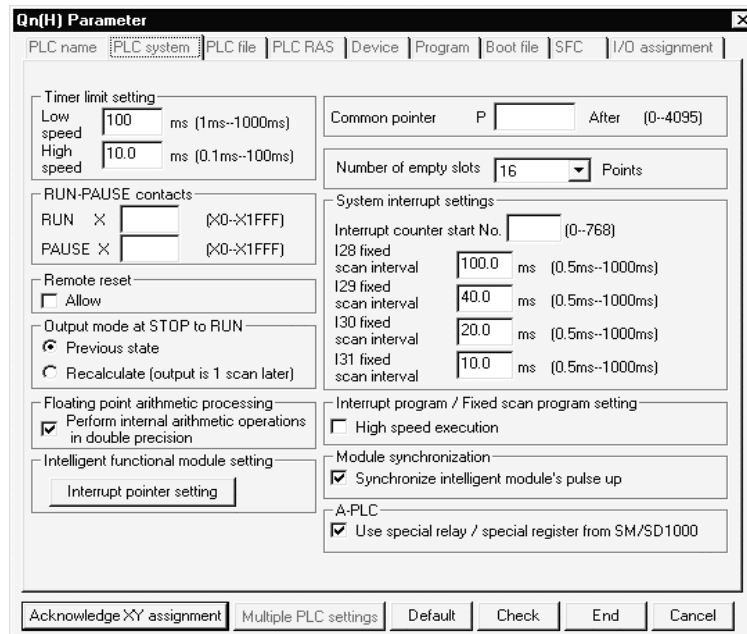 Qn(H) Parameter
PLC name PLC system PLC file PLC RAS Device Program Boot file SFC I/O assignment
Timer limit setting
Low speed 100 ms (1ms--1000ms)
High speed 10.0 ms (0.1ms--100ms)
RUN-PAUSE contacts
RUN X (X0--X1FFF)
PAUSE X (X0--X1FFF)
Remote reset
Allow
Output mode at STOP to RUN
Previous state
Recalculate (output is 1 scan later)
Floating point arithmetic processing
Perform internal arithmetic operations
in double precision
Intelligent functional module setting
Interrupt pointer setting
Common pointer P After (0--4095)
Number of empty slots 16 Points
System interrupt settings
Interrupt counter start No. (0--768)
I28 fixed
scan interval 100.0 ms (0.5ms--1000ms)
I29 fixed
scan interval 40.0 ms (0.5ms--1000ms)
I30 fixed
scan interval 20.0 ms (0.5ms--1000ms)
I31 fixed
scan interval 10.0 ms (0.5ms--1000ms)
Interrupt program / Fixed scan program setting
High speed execution
Module synchronization
Synchronize intelligent module's pulse up
A-PLC
Use special relay / special register from SM/SD1000
Acknowledge XY assignment Multiple PLC settings Default Check End Cancel